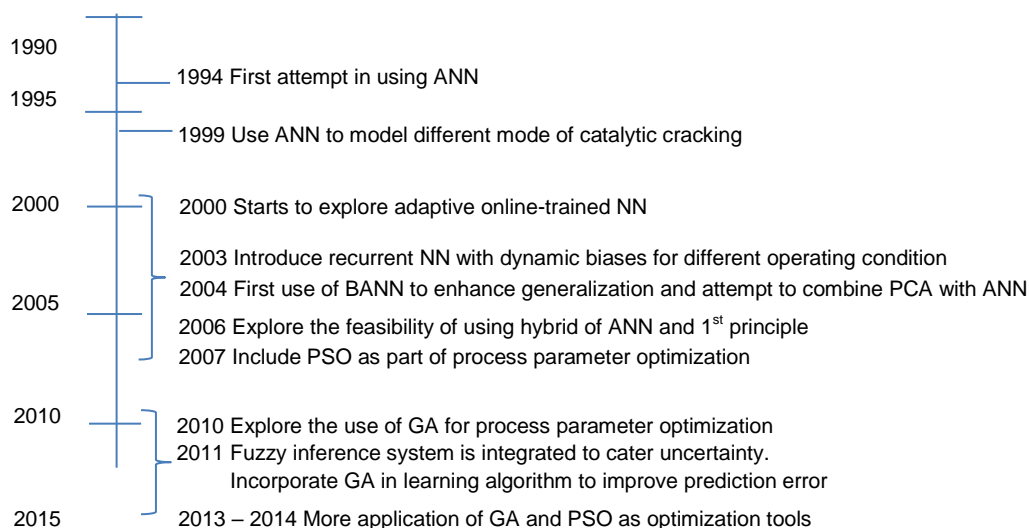 1990
1994 First attempt in using ANN
1995
1999 Use ANN to model different mode of catalytic cracking
2000
2000 Starts to explore adaptive online-trained NN
2003 Introduce recurrent NN with dynamic biases for different operating condition
2004 First use of BANN to enhance generalization and attempt to combine PCA with ANN
2005
2006 Explore the feasibility of using hybrid of ANN and 1st principle
2007 Include PSO as part of process parameter optimization
2010
2010 Explore the use of GA for process parameter optimization
2011 Fuzzy inference system is integrated to cater uncertainty.
Incorporate GA in learning algorithm to improve prediction error
2015
2013 – 2014 More application of GA and PSO as optimization tools